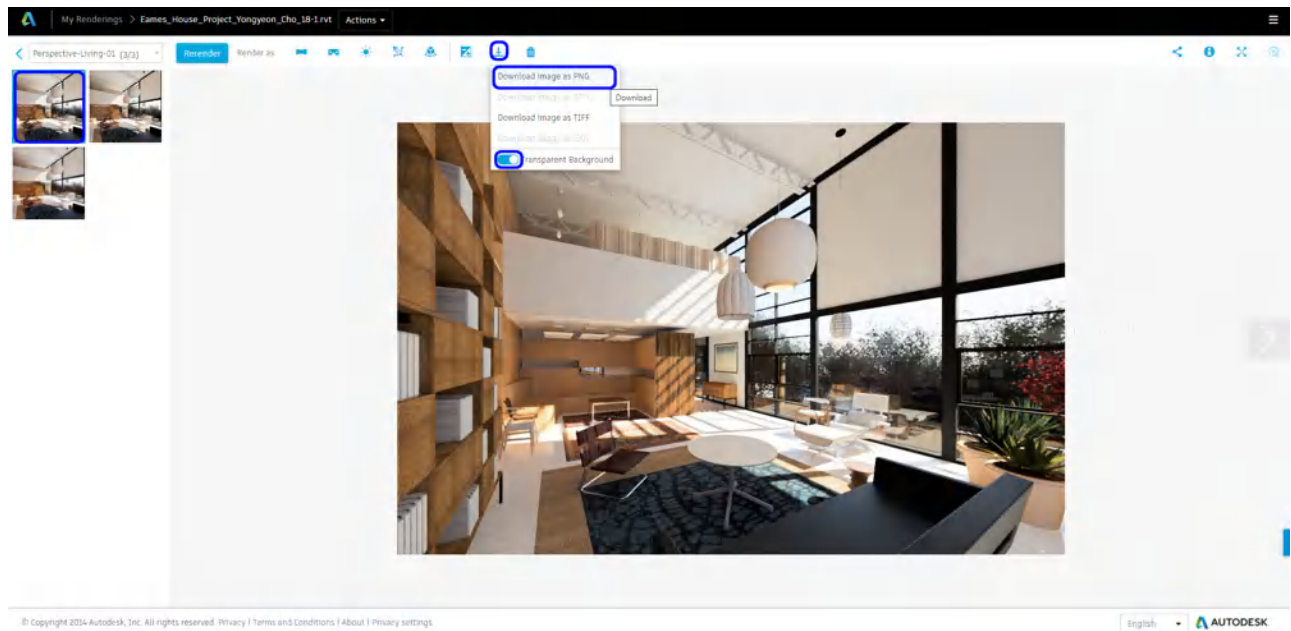 My Renderings > Eames_House_Project_Yongyeon_Cho_18-1.rvt Actions
Perspective-Living-01 (3/3) Rerender Render as
Download Image as PNG
Download
Download Image as TIFF
Transparent Background
© Copyright 2014 Autodesk, Inc. All rights reserved. Privacy | Terms and Conditions | About | Privacy settings
English AUTODESK